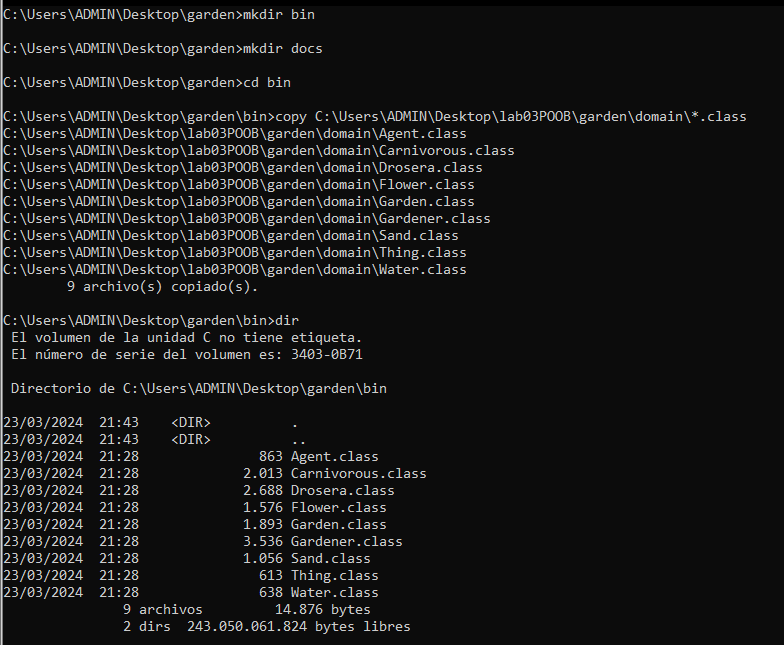 C:\Users\ADMIN\Desktop\garden>mkdir bin
C:\Users\ADMIN\Desktop\garden>mkdir docs
C:\Users\ADMIN\Desktop\garden>cd bin
C:\Users\ADMIN\Desktop\garden\bin>copy C:\Users\ADMIN\Desktop\lab03POOB\garden\domain\*.class
C:\Users\ADMIN\Desktop\lab03POOB\garden\domain\Agent.class
C:\Users\ADMIN\Desktop\lab03POOB\garden\domain\Carnivorous.class
C:\Users\ADMIN\Desktop\lab03POOB\garden\domain\Drosera.class
C:\Users\ADMIN\Desktop\lab03POOB\garden\domain\Flower.class
C:\Users\ADMIN\Desktop\lab03POOB\garden\domain\Garden.class
C:\Users\ADMIN\Desktop\lab03POOB\garden\domain\Gardener.class
C:\Users\ADMIN\Desktop\lab03POOB\garden\domain\Sand.class
C:\Users\ADMIN\Desktop\lab03POOB\garden\domain\Thing.class
C:\Users\ADMIN\Desktop\lab03POOB\garden\domain\Water.class
        9 archivo(s) copiado(s).
C:\Users\ADMIN\Desktop\garden\bin>dir
 El volumen de la unidad C no tiene etiqueta.
 El número de serie del volumen es: 3403-0B71
 Directorio de C:\Users\ADMIN\Desktop\garden\bin
23/03/2024  21:43    <DIR>          .
23/03/2024  21:43    <DIR>          ..
23/03/2024  21:28               863 Agent.class
23/03/2024  21:28             2.013 Carnivorous.class
23/03/2024  21:28             2.688 Drosera.class
23/03/2024  21:28             1.576 Flower.class
23/03/2024  21:28             1.893 Garden.class
23/03/2024  21:28             3.536 Gardener.class
23/03/2024  21:28             1.056 Sand.class
23/03/2024  21:28               613 Thing.class
23/03/2024  21:28               638 Water.class
               9 archivos         14.876 bytes
               2 dirs  243.050.061.824 bytes libres